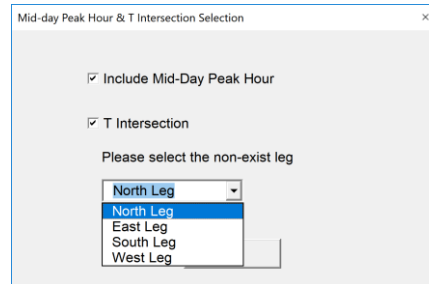 Mid-day Peak Hour & T Intersection Selection
Include Mid-Day Peak Hour
T Intersection
Please select the non-exist leg
North Leg
North Leg
East Leg
South Leg
West Leg